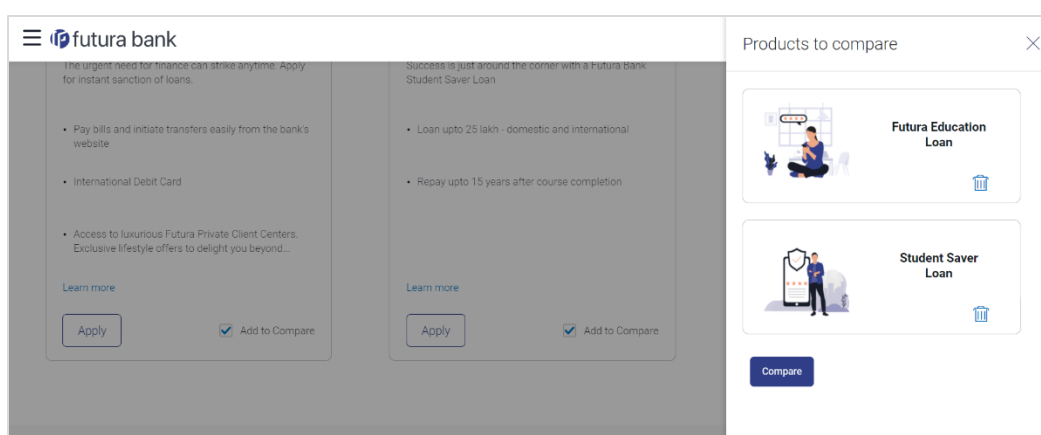 futura bank
The urgent need for finance can strike anytime. Apply
for instant sanction of loans.
• Pay bills and initiate transfers easily from the bank's
website
• International Debit Card
• Access to luxurious Futura Private Client Centers.
Exclusive lifestyle offers to delight you beyond...
Learn more
Apply
Add to Compare
Success is just around the corner with a Futura Bank
Student Saver Loan
• Loan upto 25 lakh - domestic and international
• Repay upto 15 years after course completion
Learn more
Apply
Add to Compare
Products to compare
Futura Education
Loan
Student Saver
Loan
Compare